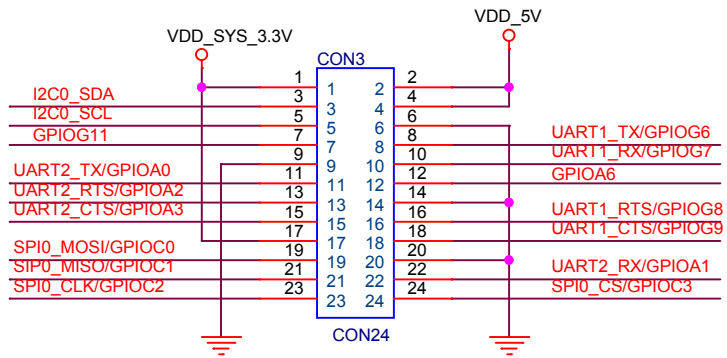 VDD_5V
VDD_SYS_3.3V
CON3
1 1 2 2
I2C0_SDA 3 3 4 4
I2C0_SCL 5 5 6 6
GPIOG11 7 7 8 8 UART1_TX/GPIOG6
9 9 10 10 UART1_RX/GPIOG7
UART2_TX/GPIOA0 11 11 12 12 GPIOA6
UART2_RTS/GPIOA2 13 13 14 14
UART2_CTS/GPIOA3 15 15 16 16 UART1_RTS/GPIOG8
17 17 18 18 UART1_CTS/GPIOG9
SPI0_MOSI/GPIOC0 19 19 20 20
SIP0_MISO/GPIOC1 21 21 22 22 UART2_RX/GPIOA1
SPI0_CLK/GPIOC2 23 23 24 24 SPI0_CS/GPIOC3
CON24